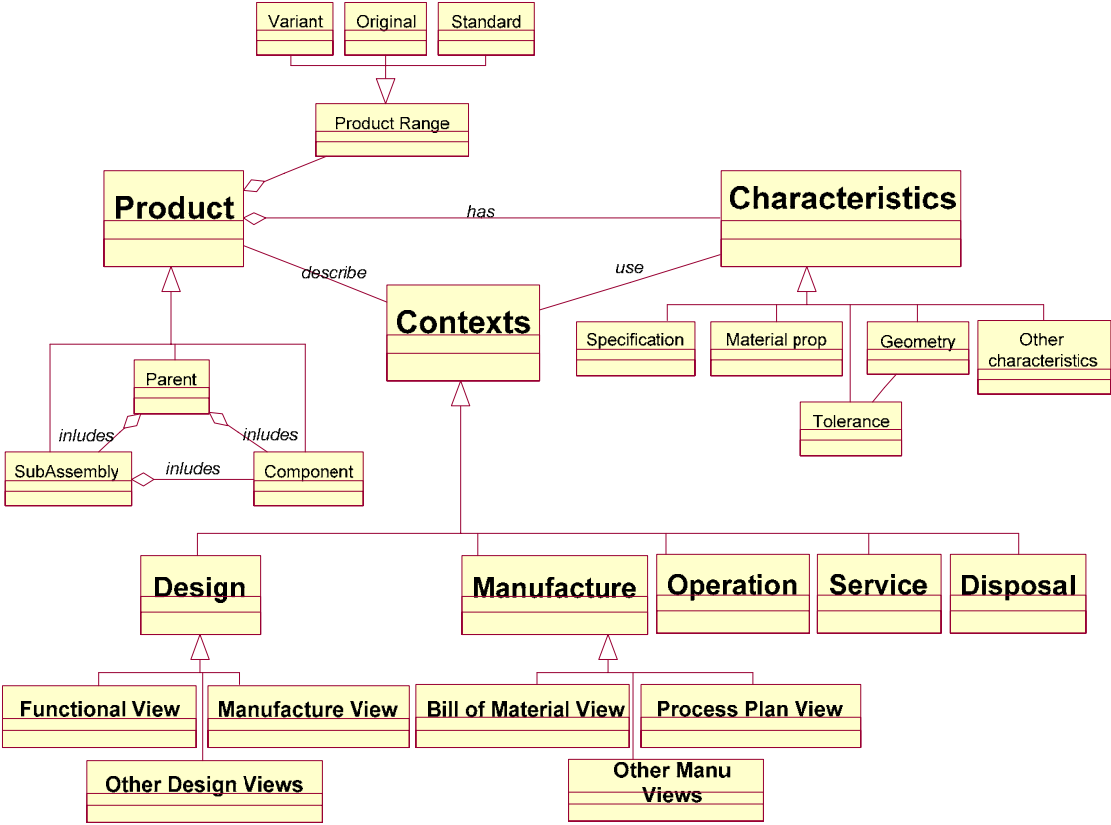 Variant
Original
Standard
Product Range
Product
has
Characteristics
describe
use
Contexts
Specification
Material prop
Geometry
Other
characteristics
Parent
Tolerance
inludes
inludes
SubAssembly
inludes
Component
Design
Manufacture
Operation
Service
Disposal
Functional View
Manufacture View
Bill of Material View
Process Plan View
Other Design Views
Other Manu
Views